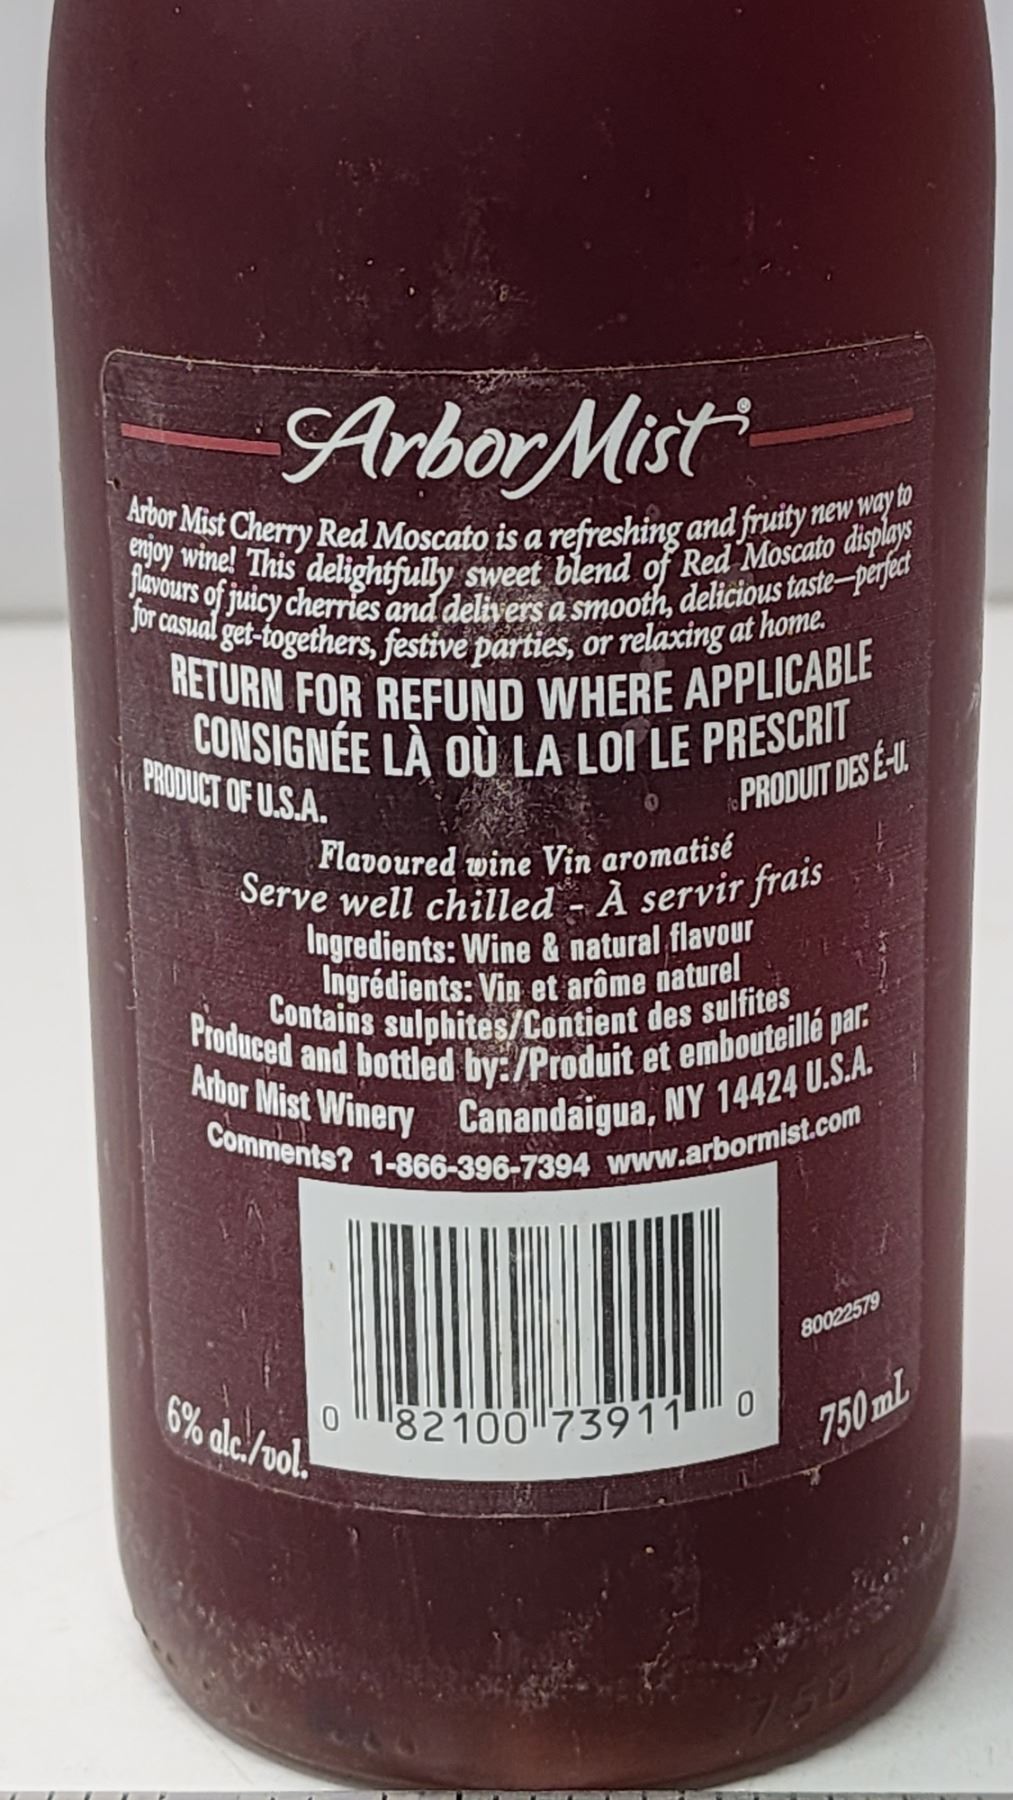 Arbor Mist®
Arbor Mist Cherry Red Moscato is a refreshing and fruity new way to
enjoy wine! This delightfully sweet blend of Red Moscato displays
flavours of juicy cherries and delivers a smooth, delicious taste—perfect
for casual get-togethers, festive parties, or relaxing at home.
RETURN FOR REFUND WHERE APPLICABLE
CONSIGNÉE LÀ OÙ LA LOI LE PRESCRIT
PRODUCT OF U.S.A. PRODUIT DES É-U.
Flavoured wine Vin aromatisé
Serve well chilled - À servir frais
Ingredients: Wine & natural flavour
Ingrédients: Vin et arôme naturel
Contains sulphites/Contient des sulfites
Produced and bottled by:/Produit et embouteillé par:
Arbor Mist Winery Canandaigua, NY 14424 U.S.A.
Comments? 1-866-396-7394 www.arbormist.com
80022579
6% alc./vol.
0 82100 73911 0
750 mL
750